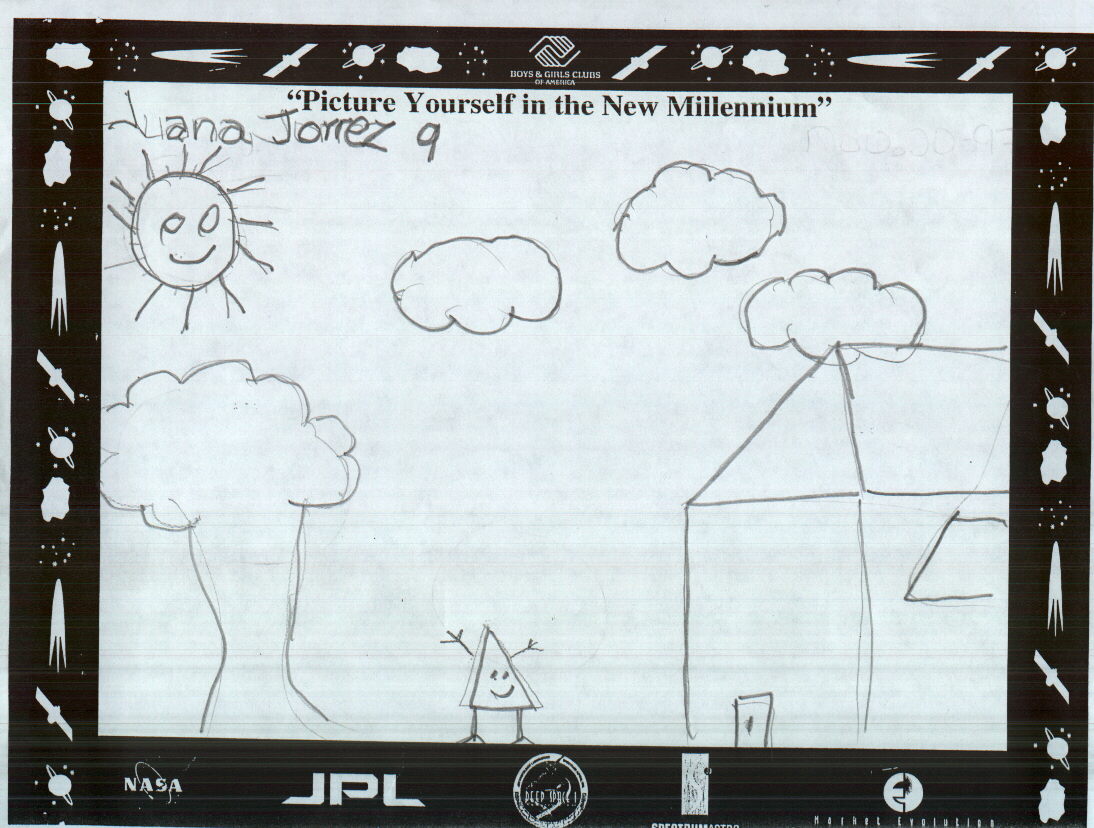 BOYS & GIRLS CLUBS
OF AMERICA
“Picture Yourself in the New Millennium”
Juana Jorrez 9
NASA
JPL
DEEP SPACE 1
SPECTRUMASTRO
Market Evolution